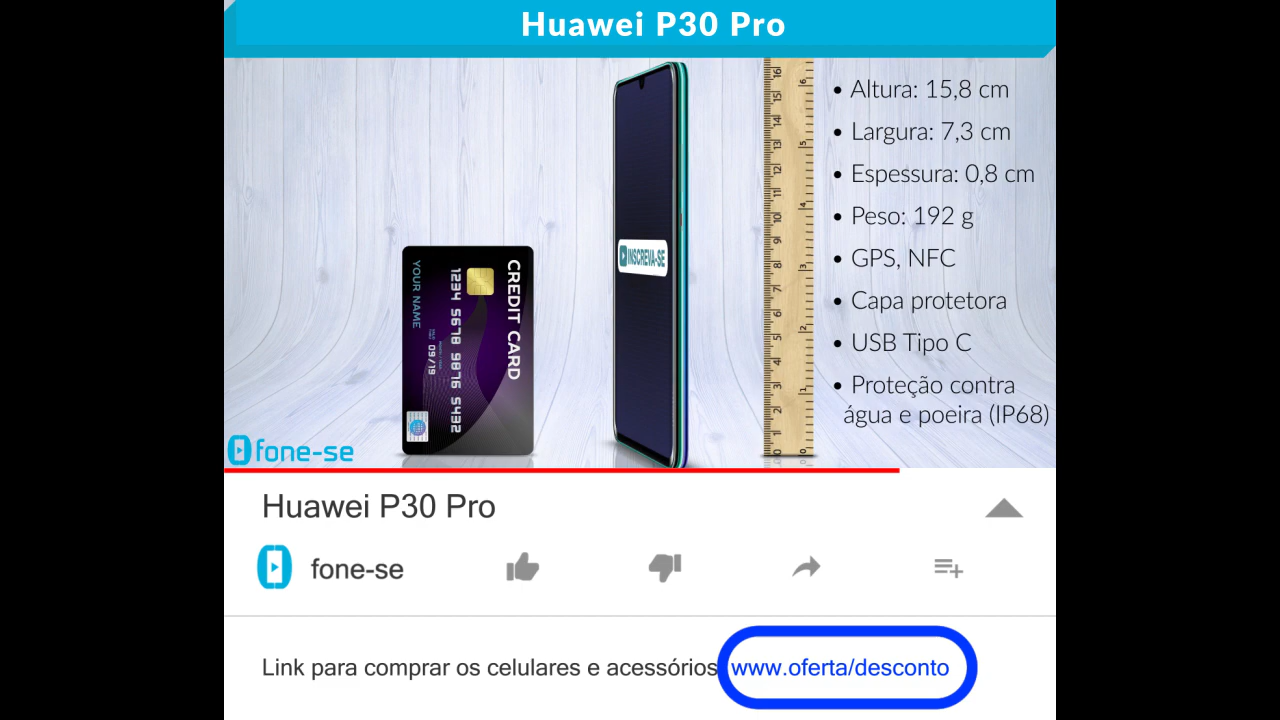 Huawei P30 Pro
• Altura: 15,8 cm
• Largura: 7,3 cm
• Espessura: 0,8 cm
• Peso: 192 g
• GPS, NFC
• Capa protetora
• USB Tipo C
• Proteção contra
água e poeira (IP68)
INSCREVA-SE
CREDIT CARD
1234 5678 9876 5432
09/19
YOUR NAME
fone-se
Huawei P30 Pro
fone-se
Link para comprar os celulares e acessórios www.oferta/desconto